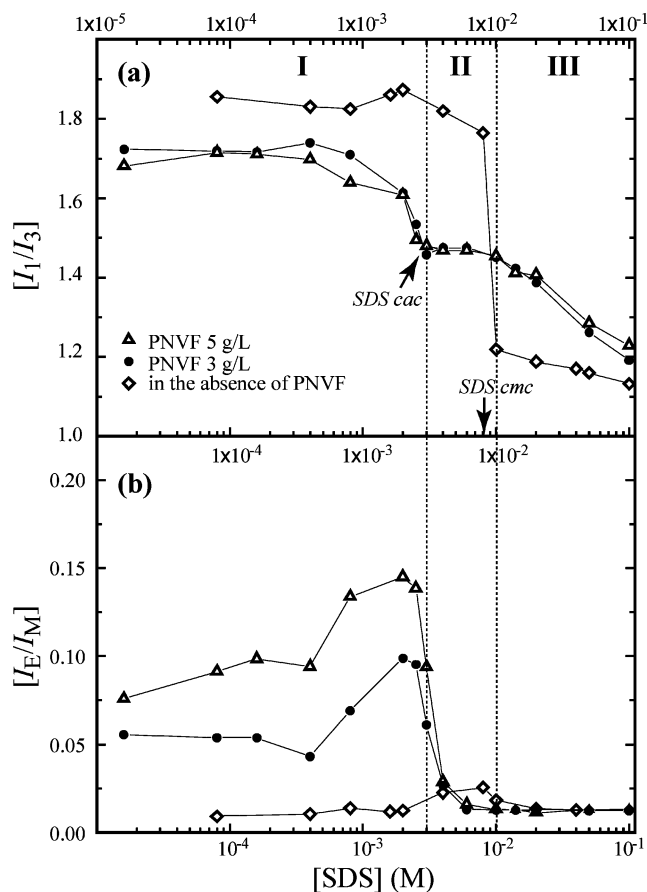 1x10-5 1x10-4 1x10-3 1x10-2 1x10-1
(a) I II III
[I1/I3]
1.8
1.6
1.4
1.2
1.0
SDS cac
PNVF 5 g/L
PNVF 3 g/L
in the absence of PNVF
SDS cmc
1x10-4 1x10-3 1x10-2
(b)
[IE/IM]
0.20
0.15
0.10
0.05
0.00
10-4 10-3 10-2 10-1
[SDS] (M)